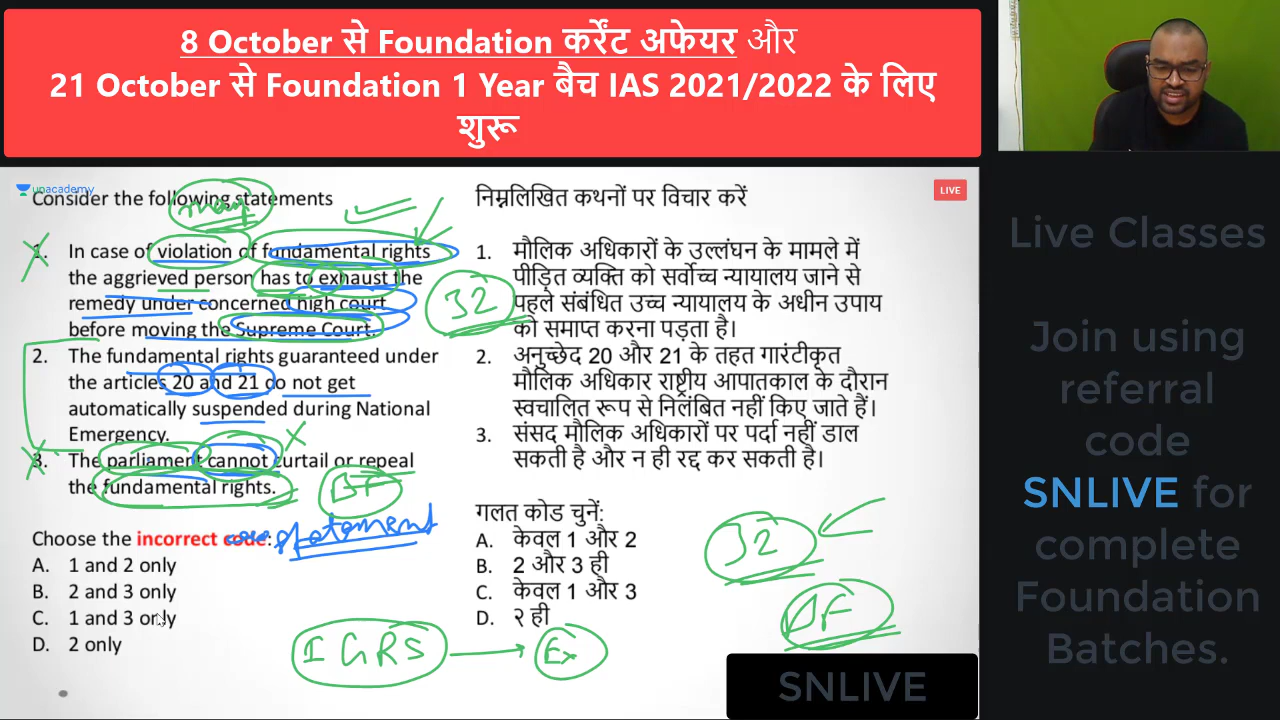 8 October से Foundation कर्रेंट अफेयर और
21 October से Foundation 1 Year बैच IAS 2021/2022 के लिए
शुरू
unacademy
LIVE
Consider the following statements
may
1. In case of violation of fundamental rights
the aggrieved person has to exhaust the
remedy under concerned high court
before moving the Supreme Court.
32
2. The fundamental rights guaranteed under
the articles 20 and 21 do not get
automatically suspended during National
Emergency.
3. The parliament cannot curtail or repeal
the fundamental rights.
Choose the incorrect code:
statement
A. 1 and 2 only
B. 2 and 3 only
C. 1 and 3 only
D. 2 only
IGRS
Ex
निम्नलिखित कथनों पर विचार करें
1. मौलिक अधिकारों के उल्लंघन के मामले में
पीड़ित व्यक्ति को सर्वोच्च न्यायालय जाने से
पहले संबंधित उच्च न्यायालय के अधीन उपाय
को समाप्त करना पड़ता है।
2. अनुच्छेद 20 और 21 के तहत गारंटीकृत
मौलिक अधिकार राष्ट्रीय आपातकाल के दौरान
स्वचालित रूप से निलंबित नहीं किए जाते हैं।
3. संसद मौलिक अधिकारों पर पर्दा नहीं डाल
सकती है और न ही रद्द कर सकती है।
गलत कोड चुनें:
A. केवल 1 और 2
B. 2 और 3 ही
C. केवल 1 और 3
D. २ ही
32
SNLIVE
Live Classes
Join using
referral
code
SNLIVE for
complete
Foundation
Batches.